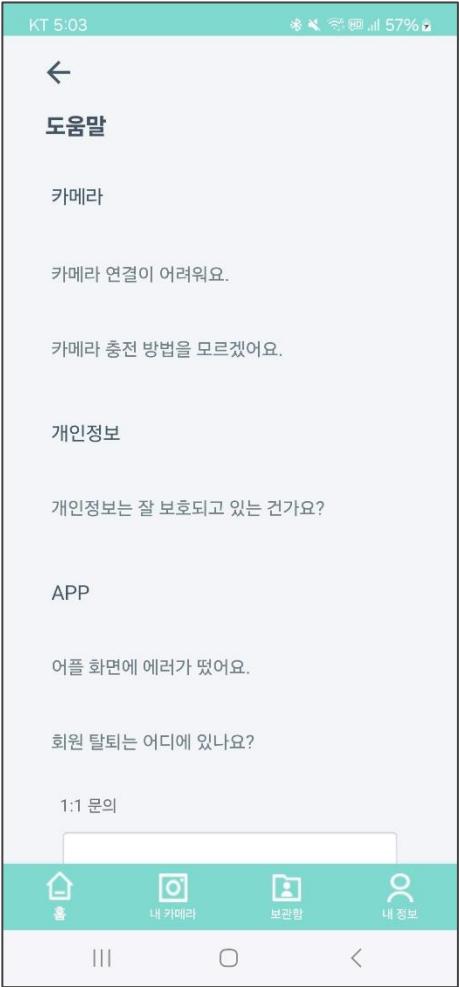 KT 5:03
57%
도움말
카메라
카메라 연결이 어려워요.
카메라 충전 방법을 모르겠어요.
개인정보
개인정보는 잘 보호되고 있는 건가요?
APP
어플 화면에 에러가 떴어요.
회원 탈퇴는 어디에 있나요?
1:1 문의
홈
내 카메라
보관함
내 정보